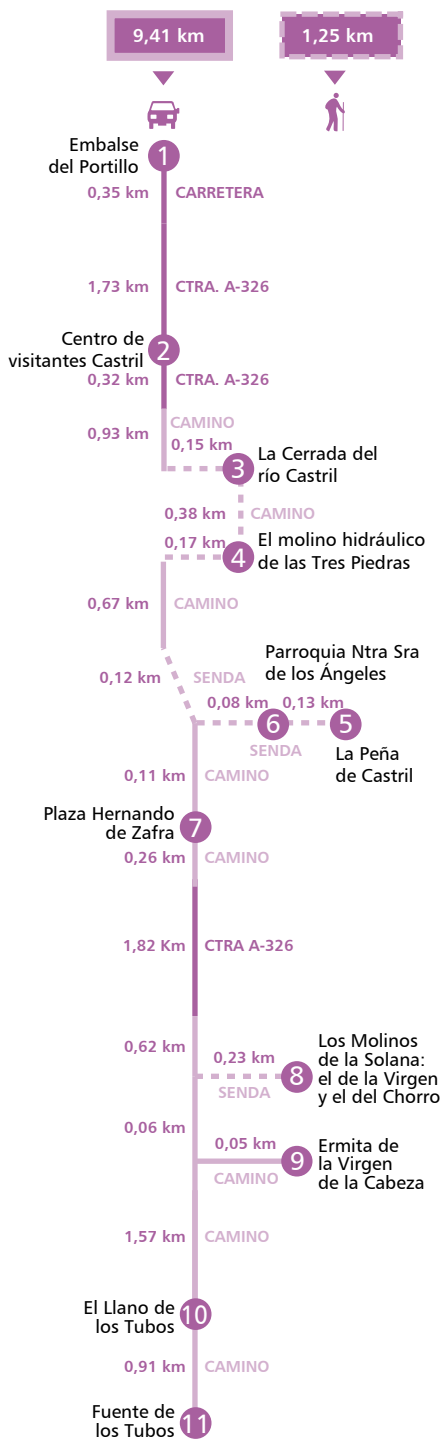 9,41 km
1,25 km
Embalse
del Portillo
1
0,35 km
CARRETERA
1,73 km
CTRA. A-326
Centro de
visitantes Castril
2
0,32 km
CTRA. A-326
CAMINO
0,93 km
0,15 km
3
La Cerrada del
río Castril
0,38 km
CAMINO
0,17 km
4
El molino hidráulico
de las Tres Piedras
0,67 km
CAMINO
0,12 km
SENDA
Parroquia Ntra Sra
de los Ángeles
0,08 km
0,13 km
6
5
SENDA
La Peña
de Castril
0,11 km
CAMINO
Plaza Hernando
de Zafra
7
0,26 km
CAMINO
1,82 Km
CTRA A-326
0,62 km
0,23 km
SENDA
8
Los Molinos
de la Solana:
el de la Virgen
y el del Chorro
0,06 km
0,05 km
CAMINO
9
Ermita de
la Virgen
de la Cabeza
1,57 km
CAMINO
El Llano de
los Tubos
10
0,91 km
CAMINO
Fuente de
los Tubos
11